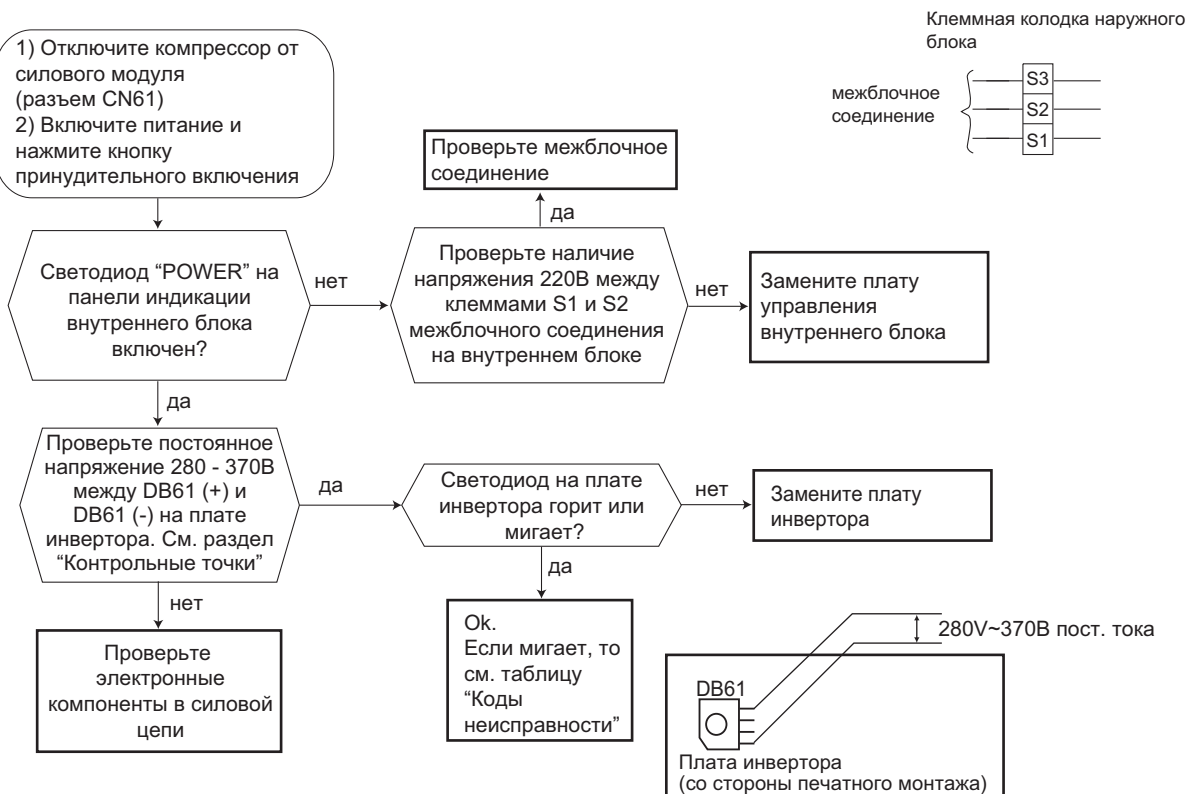 Клеммная колодка наружного
блока
S3
S2
S1
межблочное
соединение
1) Отключите компрессор от
силового модуля
(разъем CN61)
2) Включите питание и
нажмите кнопку
принудительного включения
Проверьте межблочное
соединение
да
Светодиод “POWER” на
панели индикации
внутреннего блока
включен?
нет
Проверьте наличие
напряжения 220В между
клеммами S1 и S2
межблочного соединения
на внутреннем блоке
нет
Замените плату
управления
внутреннего блока
да
Проверьте постоянное
напряжение 280 - 370В
между DB61 (+) и
DB61 (-) на плате
инвертора. См. раздел
“Контрольные точки”
да
Светодиод на плате
инвертора горит или
мигает?
нет
Замените плату
инвертора
да
нет
Проверьте
электронные
компоненты в силовой
цепи
Ok.
Если мигает, то
см. таблицу
“Коды
неисправности”
280V~370В пост. тока
DB61
Плата инвертора
(со стороны печатного монтажа)